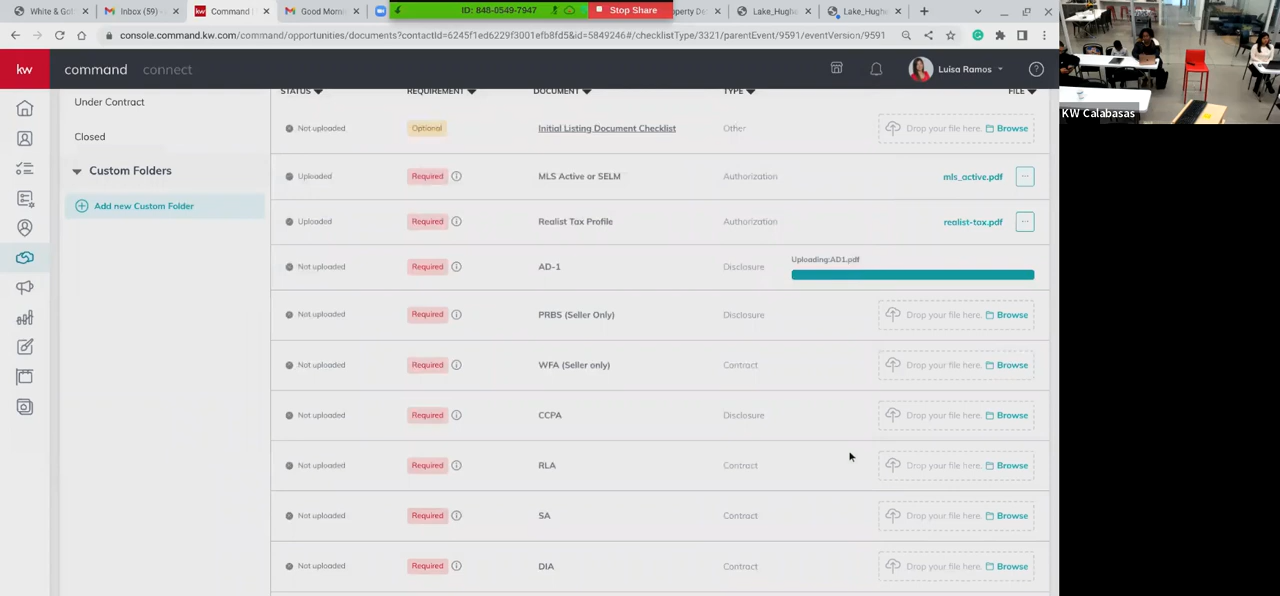 White & Go!
Inbox (59)
Command
Good Morn
ID: 848-0549-7947
Stop Share
perty De
Lake_Hughe
Lake_Hughe
console.command.kw.com/command/opportunities/documents?contactId=6245f1ed6229f3001efb8fd5&id=5849246#/checklistType/3321/parentEvent/9591/eventVersion/9591
kw command connect
Luisa Ramos
KW Calabasas
Under Contract
Closed
Custom Folders
Add new Custom Folder
STATUS REQUIREMENT DOCUMENT TYPE FILE
Not uploaded Optional Initial Listing Document Checklist Other Drop your file here. Browse
Uploaded Required MLS Active or SELM Authorization mls_active.pdf
Uploaded Required Realist Tax Profile Authorization realist-tax.pdf
Not uploaded Required AD-1 Disclosure Uploading:AD1.pdf
Not uploaded Required PRBS (Seller Only) Disclosure Drop your file here. Browse
Not uploaded Required WFA (Seller only) Contract Drop your file here. Browse
Not uploaded Required CCPA Disclosure Drop your file here. Browse
Not uploaded Required RLA Contract Drop your file here. Browse
Not uploaded Required SA Contract Drop your file here. Browse
Not uploaded Required DIA Contract Drop your file here. Browse